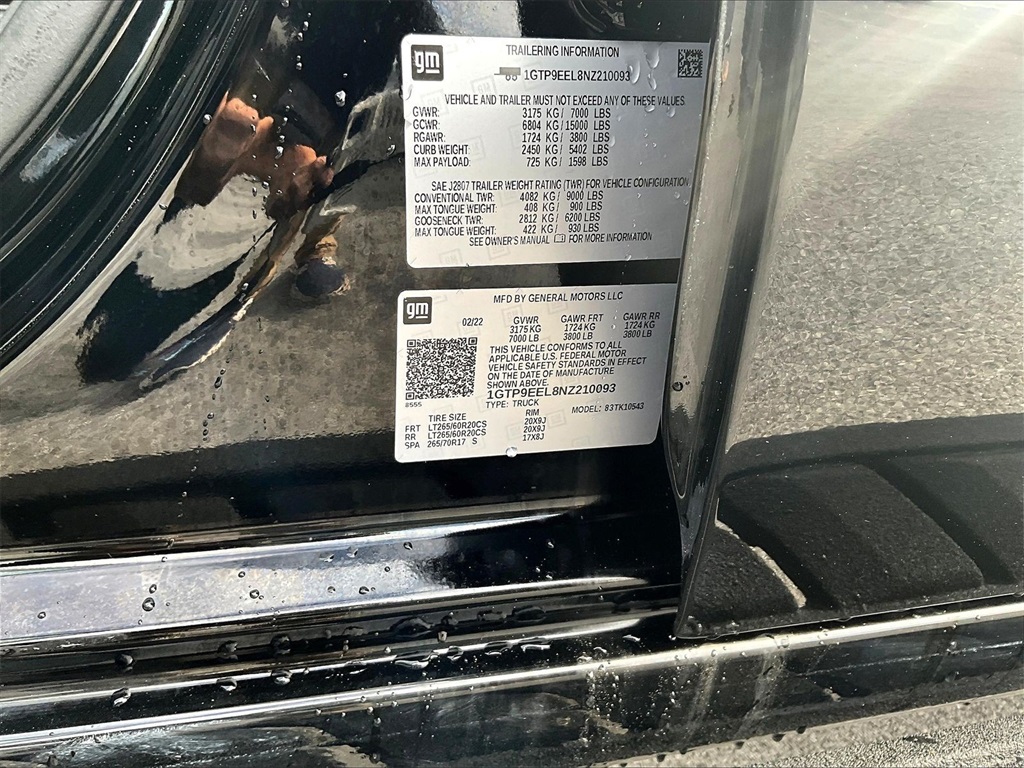 gm
TRAILERING INFORMATION
1GTP9EEL8NZ210093
VEHICLE AND TRAILER MUST NOT EXCEED ANY OF THESE VALUES
GVWR: 3175 KG / 7000 LBS
GCWR: 6804 KG / 15000 LBS
RGAWR: 1724 KG / 3800 LBS
CURB WEIGHT: 2450 KG / 5402 LBS
MAX PAYLOAD: 725 KG / 1598 LBS
SAE J2807 TRAILER WEIGHT RATING (TWR) FOR VEHICLE CONFIGURATION
CONVENTIONAL TWR: 4082 KG / 9000 LBS
MAX TONGUE WEIGHT: 408 KG / 900 LBS
GOOSENECK TWR: 2812 KG / 6200 LBS
MAX TONGUE WEIGHT: 422 KG / 930 LBS
SEE OWNER'S MANUAL FOR MORE INFORMATION
gm
MFD BY GENERAL MOTORS LLC
02/22 GVWR GAWR FRT GAWR RR
3175 KG 1724 KG 1724 KG
7000 LB 3800 LB 3800 LB
THIS VEHICLE CONFORMS TO ALL
APPLICABLE U.S. FEDERAL MOTOR
VEHICLE SAFETY STANDARDS IN EFFECT
ON THE DATE OF MANUFACTURE
SHOWN ABOVE.
8555
1GTP9EEL8NZ210093
TYPE: TRUCK MODEL: 83TK10543
TIRE SIZE RIM
FRT LT265/60R20CS 20X9J
RR LT265/60R20CS 20X9J
SPA 265/70R17 S 17X8J